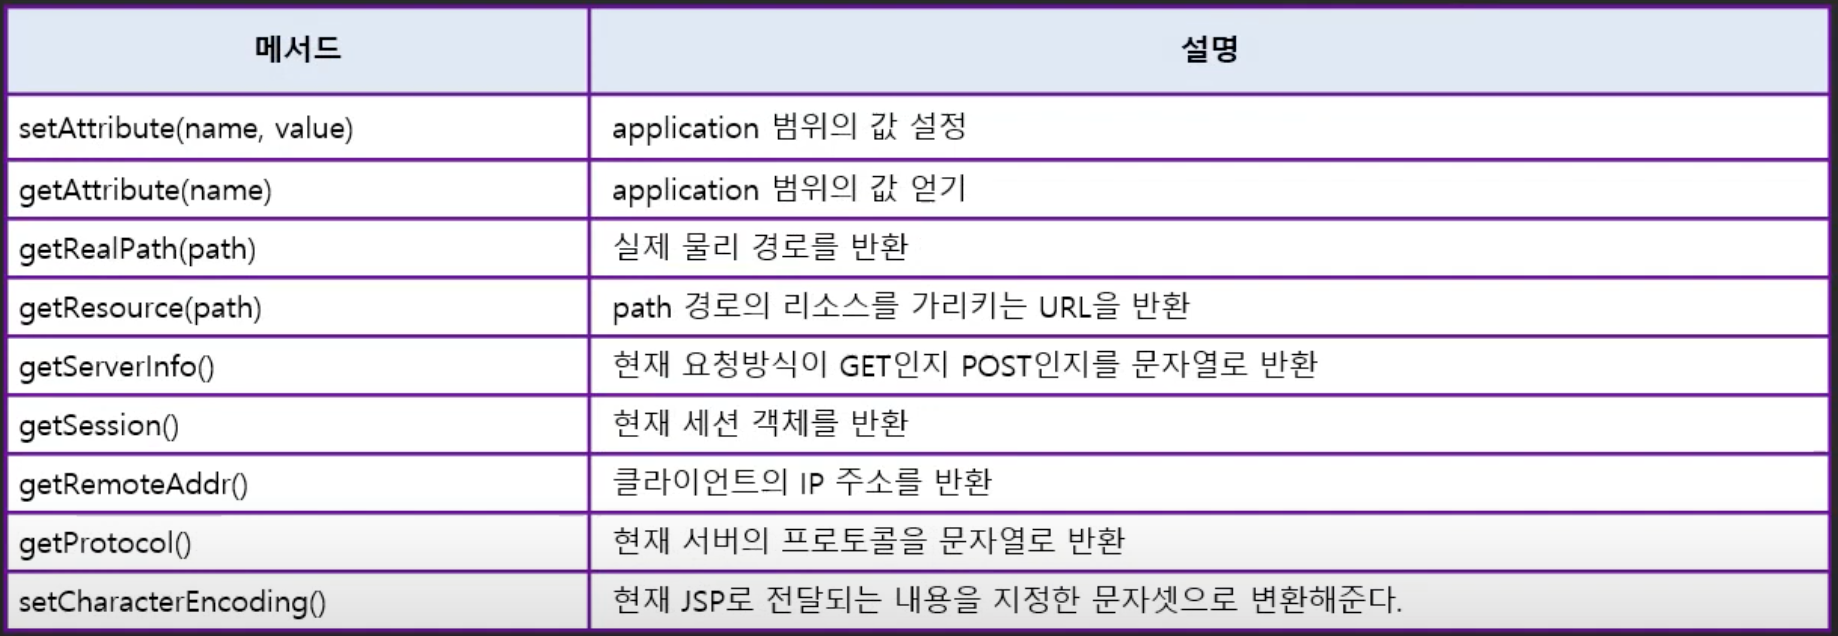 메서드 설명
setAttribute(name, value) application 범위의 값 설정
getAttribute(name) application 범위의 값 얻기
getRealPath(path) 실제 물리 경로를 반환
getResource(path) path 경로의 리소스를 가리키는 URL을 반환
getServerInfo() 현재 요청방식이 GET인지 POST인지를 문자열로 반환
getSession() 현재 세션 객체를 반환
getRemoteAddr() 클라이언트의 IP 주소를 반환
getProtocol() 현재 서버의 프로토콜을 문자열로 반환
setCharacterEncoding() 현재 JSP로 전달되는 내용을 지정한 문자셋으로 변환해준다.